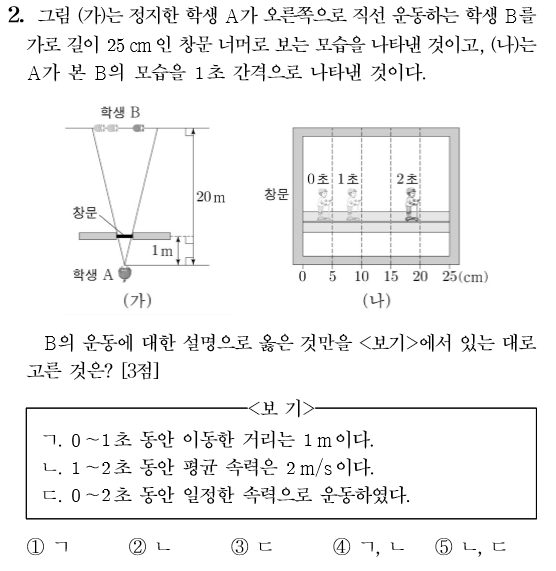 2. 그림 (가)는 정지한 학생 A가 오른쪽으로 직선 운동하는 학생 B를
가로 길이 25 cm인 창문 너머로 보는 모습을 나타낸 것이고, (나)는
A가 본 B의 모습을 1초 간격으로 나타낸 것이다.
학생 B
20 m
창문
1 m
학생 A
(가)
0초 1초 2초
창문
0 5 10 15 20 25(cm)
(나)
B의 운동에 대한 설명으로 옳은 것만을 <보기>에서 있는 대로
고른 것은? [3점]
<보 기>
ㄱ. 0～1초 동안 이동한 거리는 1 m이다.
ㄴ. 1～2초 동안 평균 속력은 2 m/s이다.
ㄷ. 0～2초 동안 일정한 속력으로 운동하였다.
① ㄱ ② ㄴ ③ ㄷ ④ ㄱ, ㄴ ⑤ ㄴ, ㄷ